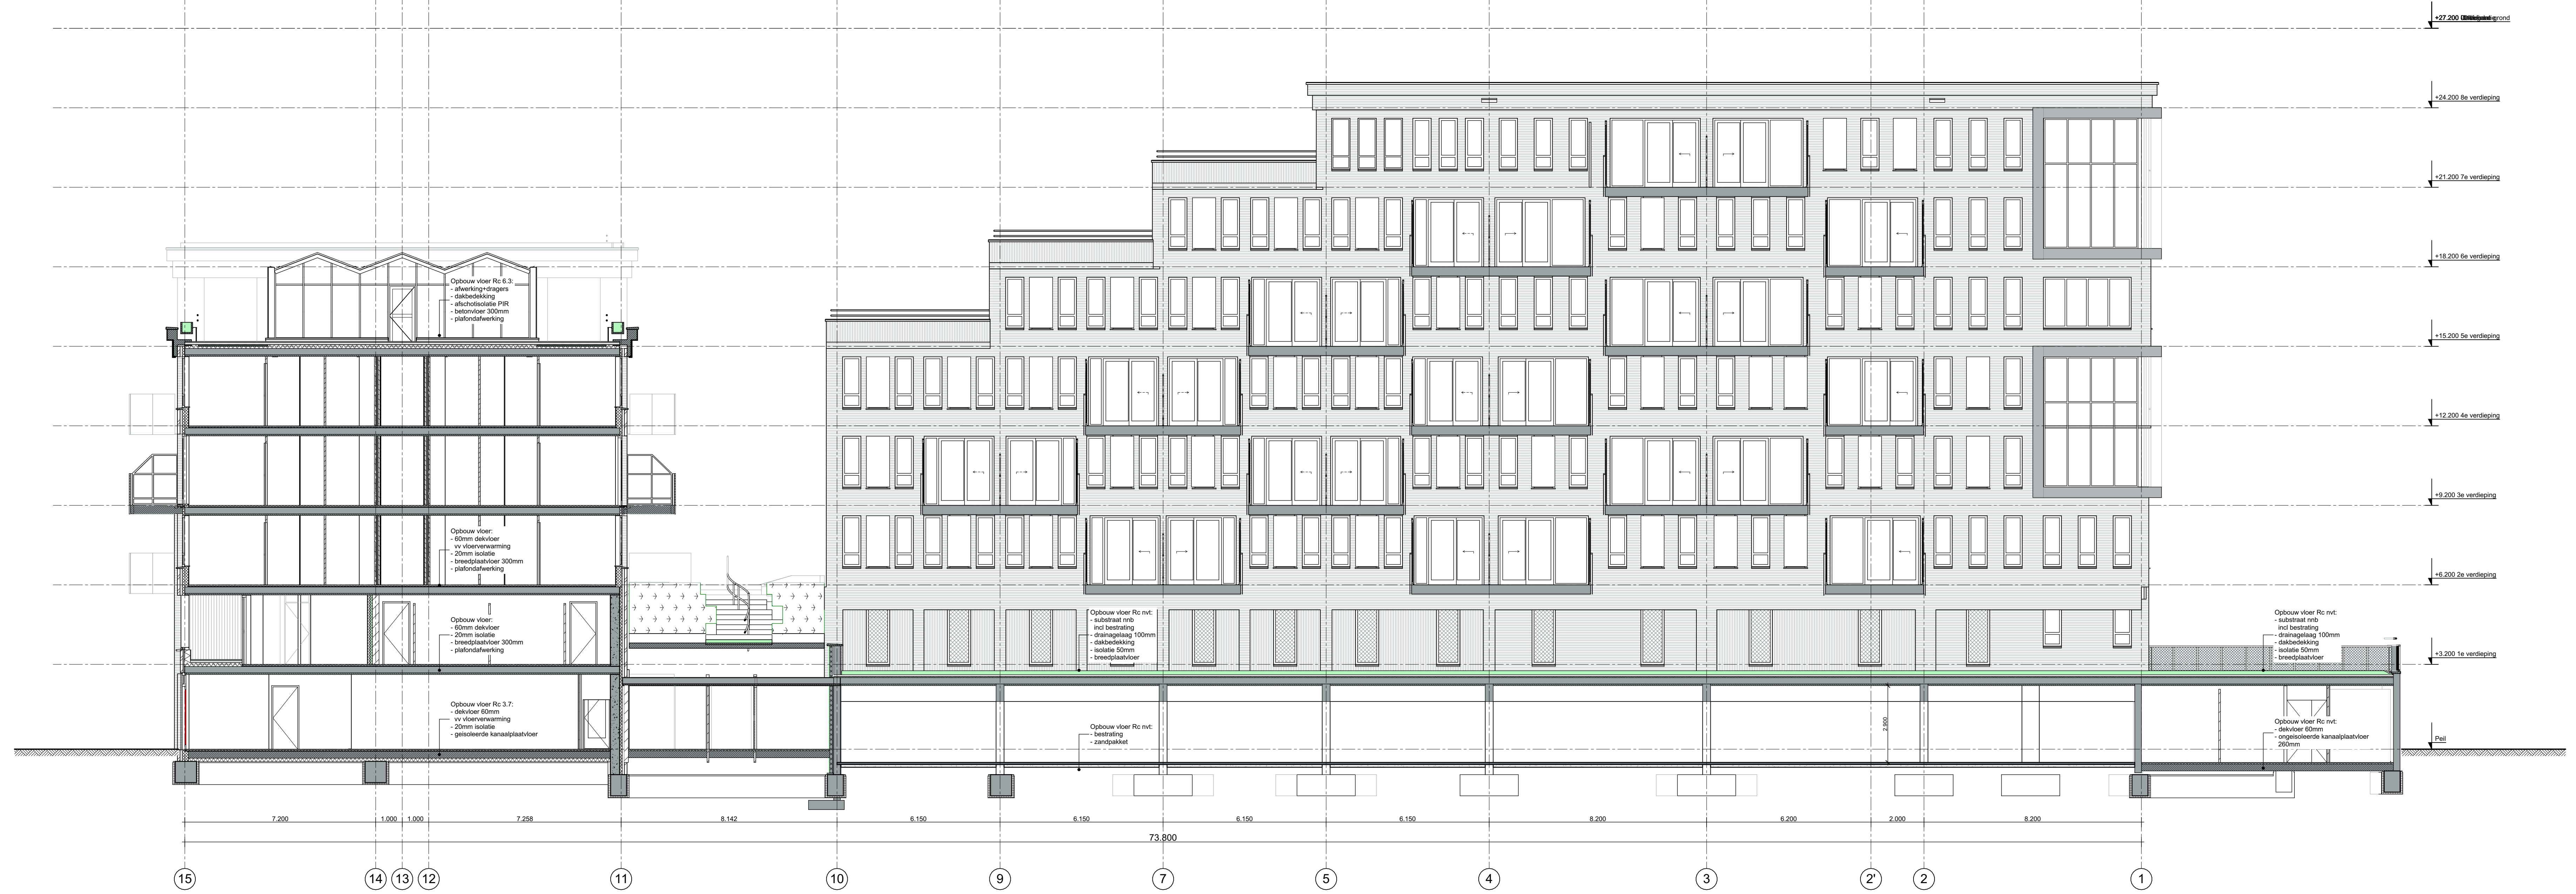 +27.200
+24.200 8e verdieping
+21.200 7e verdieping
+18.200 6e verdieping
Opbouw vloer Rc 6.3:
- afwerking+dragers
- dakbedekking
- afschotisolatie PIR
- betonvloer 300mm
- plafondafwerking
+15.200 5e verdieping
+12.200 4e verdieping
+9.200 3e verdieping
Opbouw vloer:
- 60mm dekvloer
vv vloerverwarming
- 20mm isolatie
- breedplaatvloer 300mm
- plafondafwerking
+6.200 2e verdieping
Opbouw vloer:
- 60mm dekvloer
- 20mm isolatie
- breedplaatvloer 300mm
- plafondafwerking
Opbouw vloer Rc nvt:
- substraat nnb
incl bestrating
- drainagelaag 100mm
- dakbedekking
- isolatie 50mm
- breedplaatvloer
Opbouw vloer Rc nvt:
- substraat nnb
incl bestrating
- drainagelaag 100mm
- dakbedekking
- isolatie 50mm
- breedplaatvloer
+3.200 1e verdieping
Opbouw vloer Rc 3.7:
- dekvloer 60mm
vv vloerverwarming
- 20mm isolatie
- geisoleerde kanaalplaatvloer
Opbouw vloer Rc nvt:
- bestrating
- zandpakket
2.900
Opbouw vloer Rc nvt:
- dekvloer 60mm
- ongeisoleerde kanaalplaatvloer
260mm
Peil
7.200 1.000 1.000 7.258 8.142 6.150 6.150 6.150 6.150 8.200 6.200 2.000 8.200
73.800
15 14 13 12 11 10 9 7 5 4 3 2' 2 1